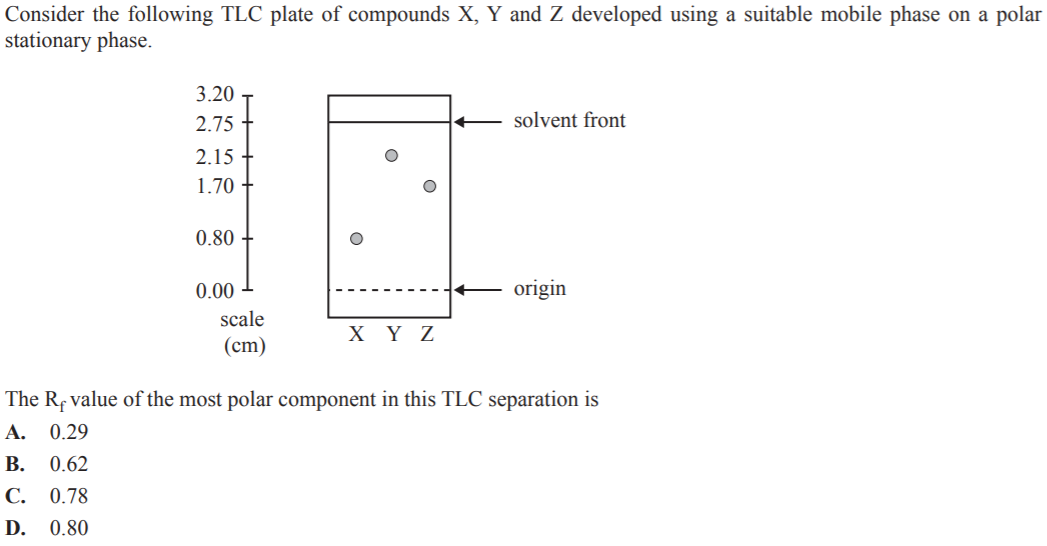 Consider the following TLC plate of compounds X, Y and Z developed using a suitable mobile phase on a polar
stationary phase.
3.20
2.75
solvent front
2.15
1.70
0.80
0.00
origin
scale
(cm)
X Y Z
The Rf value of the most polar component in this TLC separation is
A. 0.29
B. 0.62
C. 0.78
D. 0.80